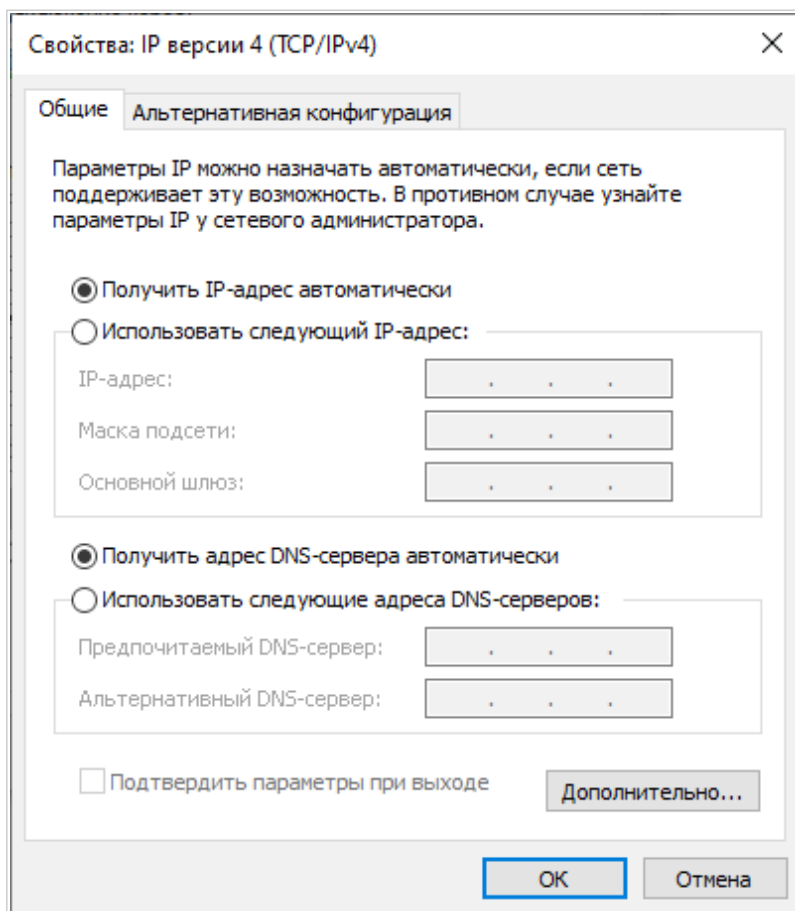 Свойства: IP версии 4 (TCP/IPv4)
Общие
Альтернативная конфигурация
Параметры IP можно назначать автоматически, если сеть
поддерживает эту возможность. В противном случае узнайте
параметры IP у сетевого администратора.
Получить IP-адрес автоматически
Использовать следующий IP-адрес:
IP-адрес:
Маска подсети:
Основной шлюз:
Получить адрес DNS-сервера автоматически
Использовать следующие адреса DNS-серверов:
Предпочитаемый DNS-сервер:
Альтернативный DNS-сервер:
Подтвердить параметры при выходе
Дополнительно...
ОК
Отмена